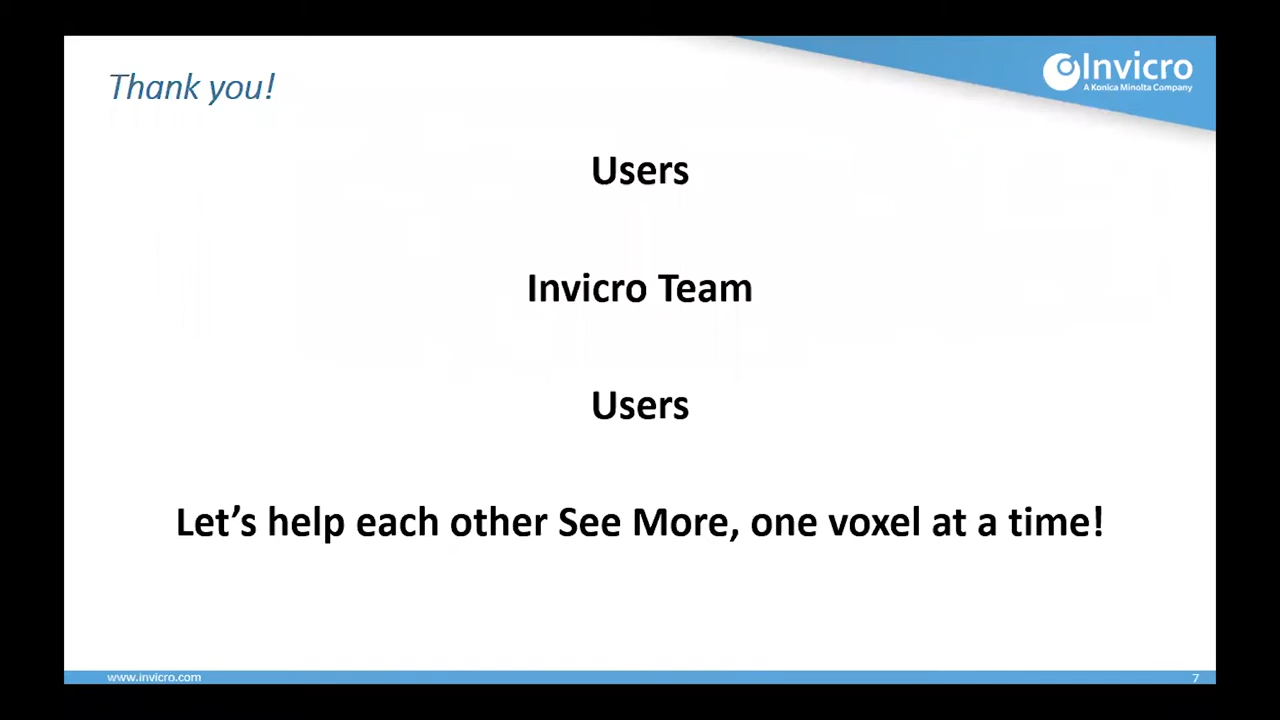 Thank you!
Invicro
A Konica Minolta Company
Users
Invicro Team
Users
Let’s help each other See More, one voxel at a time!
www.invicro.com
7